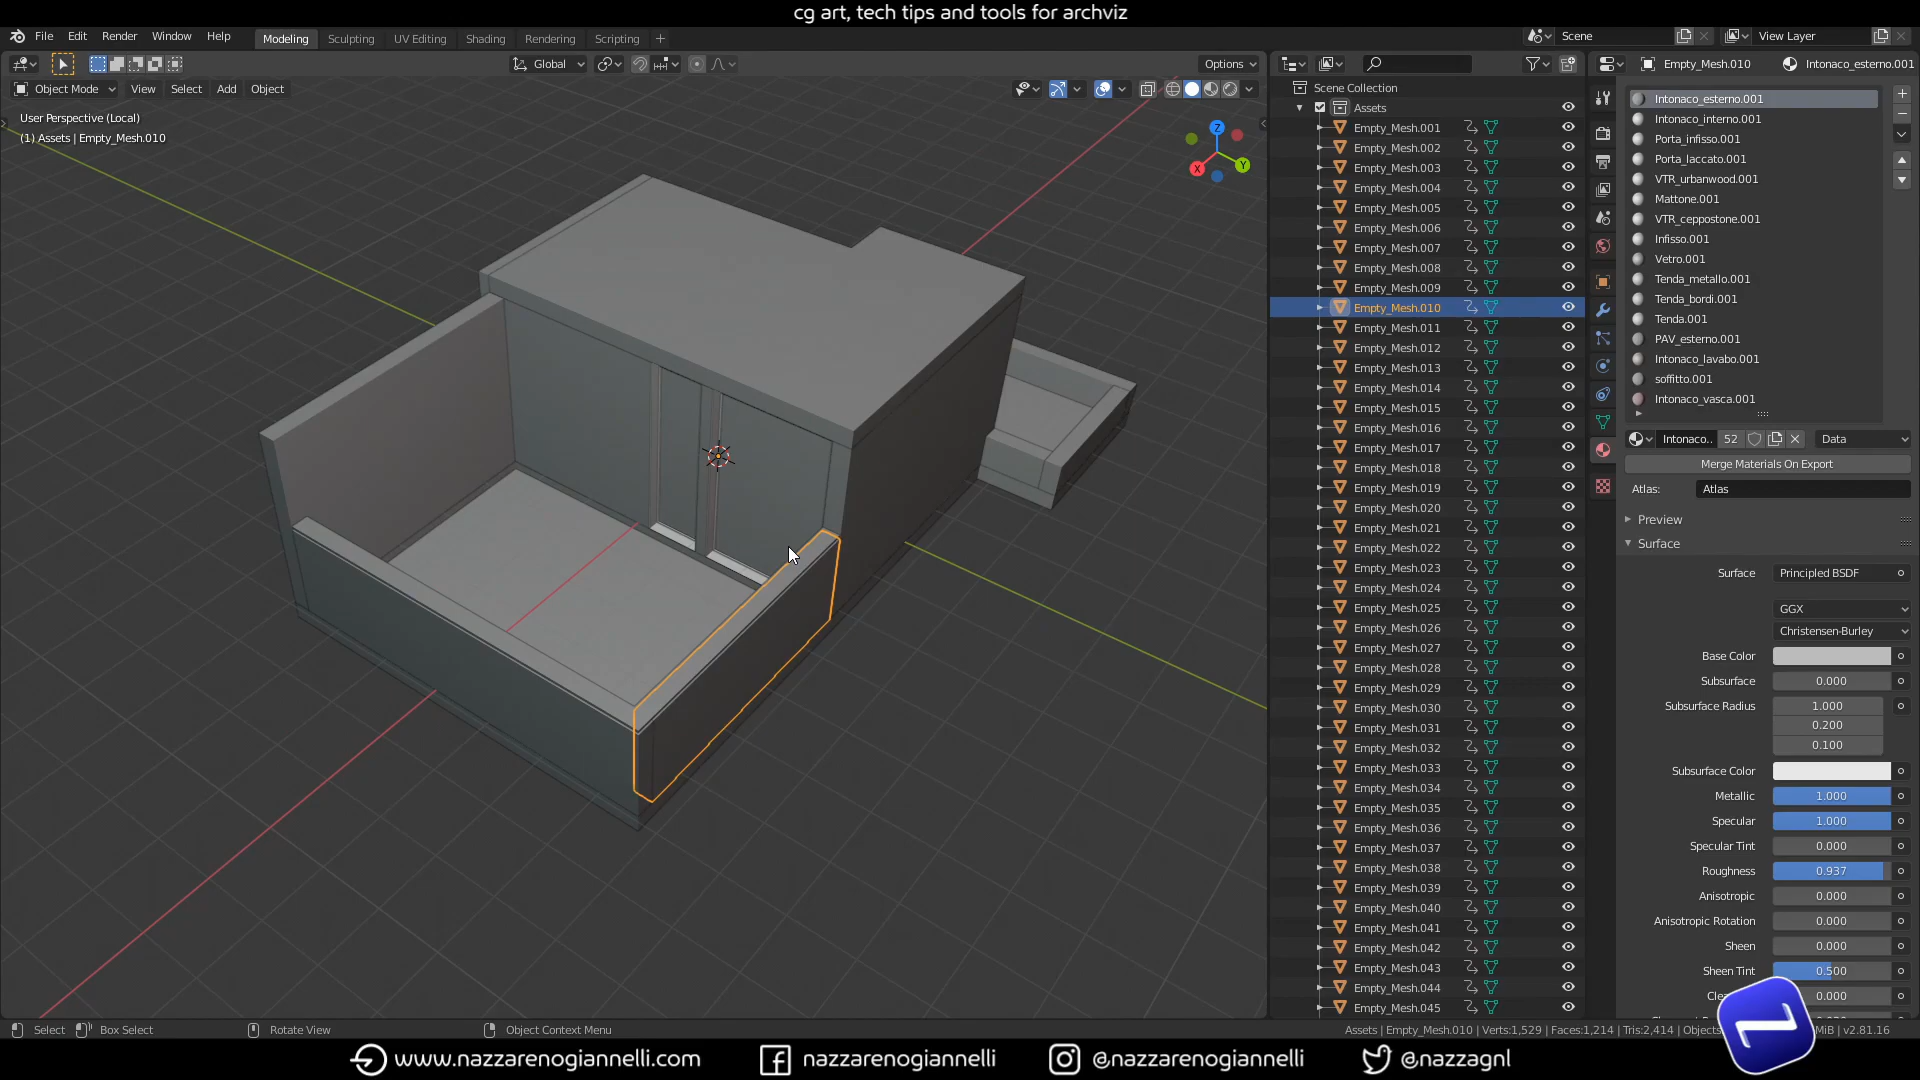 cg art, tech tips and tools for archviz
File Edit Render Window Help Modeling Sculpting UV Editing Shading Rendering Scripting
Scene
View Layer
Global
Options
Empty_Mesh.010
Intonaco_esterno.001
Object Mode View Select Add Object
User Perspective (Local)
(1) Assets | Empty_Mesh.010
Z
X
Y
Scene Collection
Assets
Empty_Mesh.001
Empty_Mesh.002
Empty_Mesh.003
Empty_Mesh.004
Empty_Mesh.005
Empty_Mesh.006
Empty_Mesh.007
Empty_Mesh.008
Empty_Mesh.009
Empty_Mesh.010
Empty_Mesh.011
Empty_Mesh.012
Empty_Mesh.013
Empty_Mesh.014
Empty_Mesh.015
Empty_Mesh.016
Empty_Mesh.017
Empty_Mesh.018
Empty_Mesh.019
Empty_Mesh.020
Empty_Mesh.021
Empty_Mesh.022
Empty_Mesh.023
Empty_Mesh.024
Empty_Mesh.025
Empty_Mesh.026
Empty_Mesh.027
Empty_Mesh.028
Empty_Mesh.029
Empty_Mesh.030
Empty_Mesh.031
Empty_Mesh.032
Empty_Mesh.033
Empty_Mesh.034
Empty_Mesh.035
Empty_Mesh.036
Empty_Mesh.037
Empty_Mesh.038
Empty_Mesh.039
Empty_Mesh.040
Empty_Mesh.041
Empty_Mesh.042
Empty_Mesh.043
Empty_Mesh.044
Empty_Mesh.045
Intonaco_esterno.001
Intonaco_interno.001
Porta_infisso.001
Porta_laccato.001
VTR_urbanwood.001
Mattone.001
VTR_ceppostone.001
Infisso.001
Vetro.001
Tenda_metallo.001
Tenda_bordi.001
Tenda.001
PAV_esterno.001
Intonaco_lavabo.001
soffitto.001
Intonaco_vasca.001
Intonaco.. 52 Data
Merge Materials On Export
Atlas: Atlas
Preview
Surface
Surface Principled BSDF
GGX
Christensen-Burley
Base Color
Subsurface 0.000
Subsurface Radius 1.000
0.200
0.100
Subsurface Color
Metallic 1.000
Specular 1.000
Specular Tint 0.000
Roughness 0.937
Anisotropic 0.000
Anisotropic Rotation 0.000
Sheen 0.000
Sheen Tint 0.500
0.000
Select Box Select Rotate View Object Context Menu
Assets | Empty_Mesh.010 | Verts:1,529 | Faces:1,214 | Tris:2,414 | Objects MiB | v2.81.16
www.nazzarenogiannelli.com nazzarenogiannelli @nazzarenogiannelli @nazzagnl